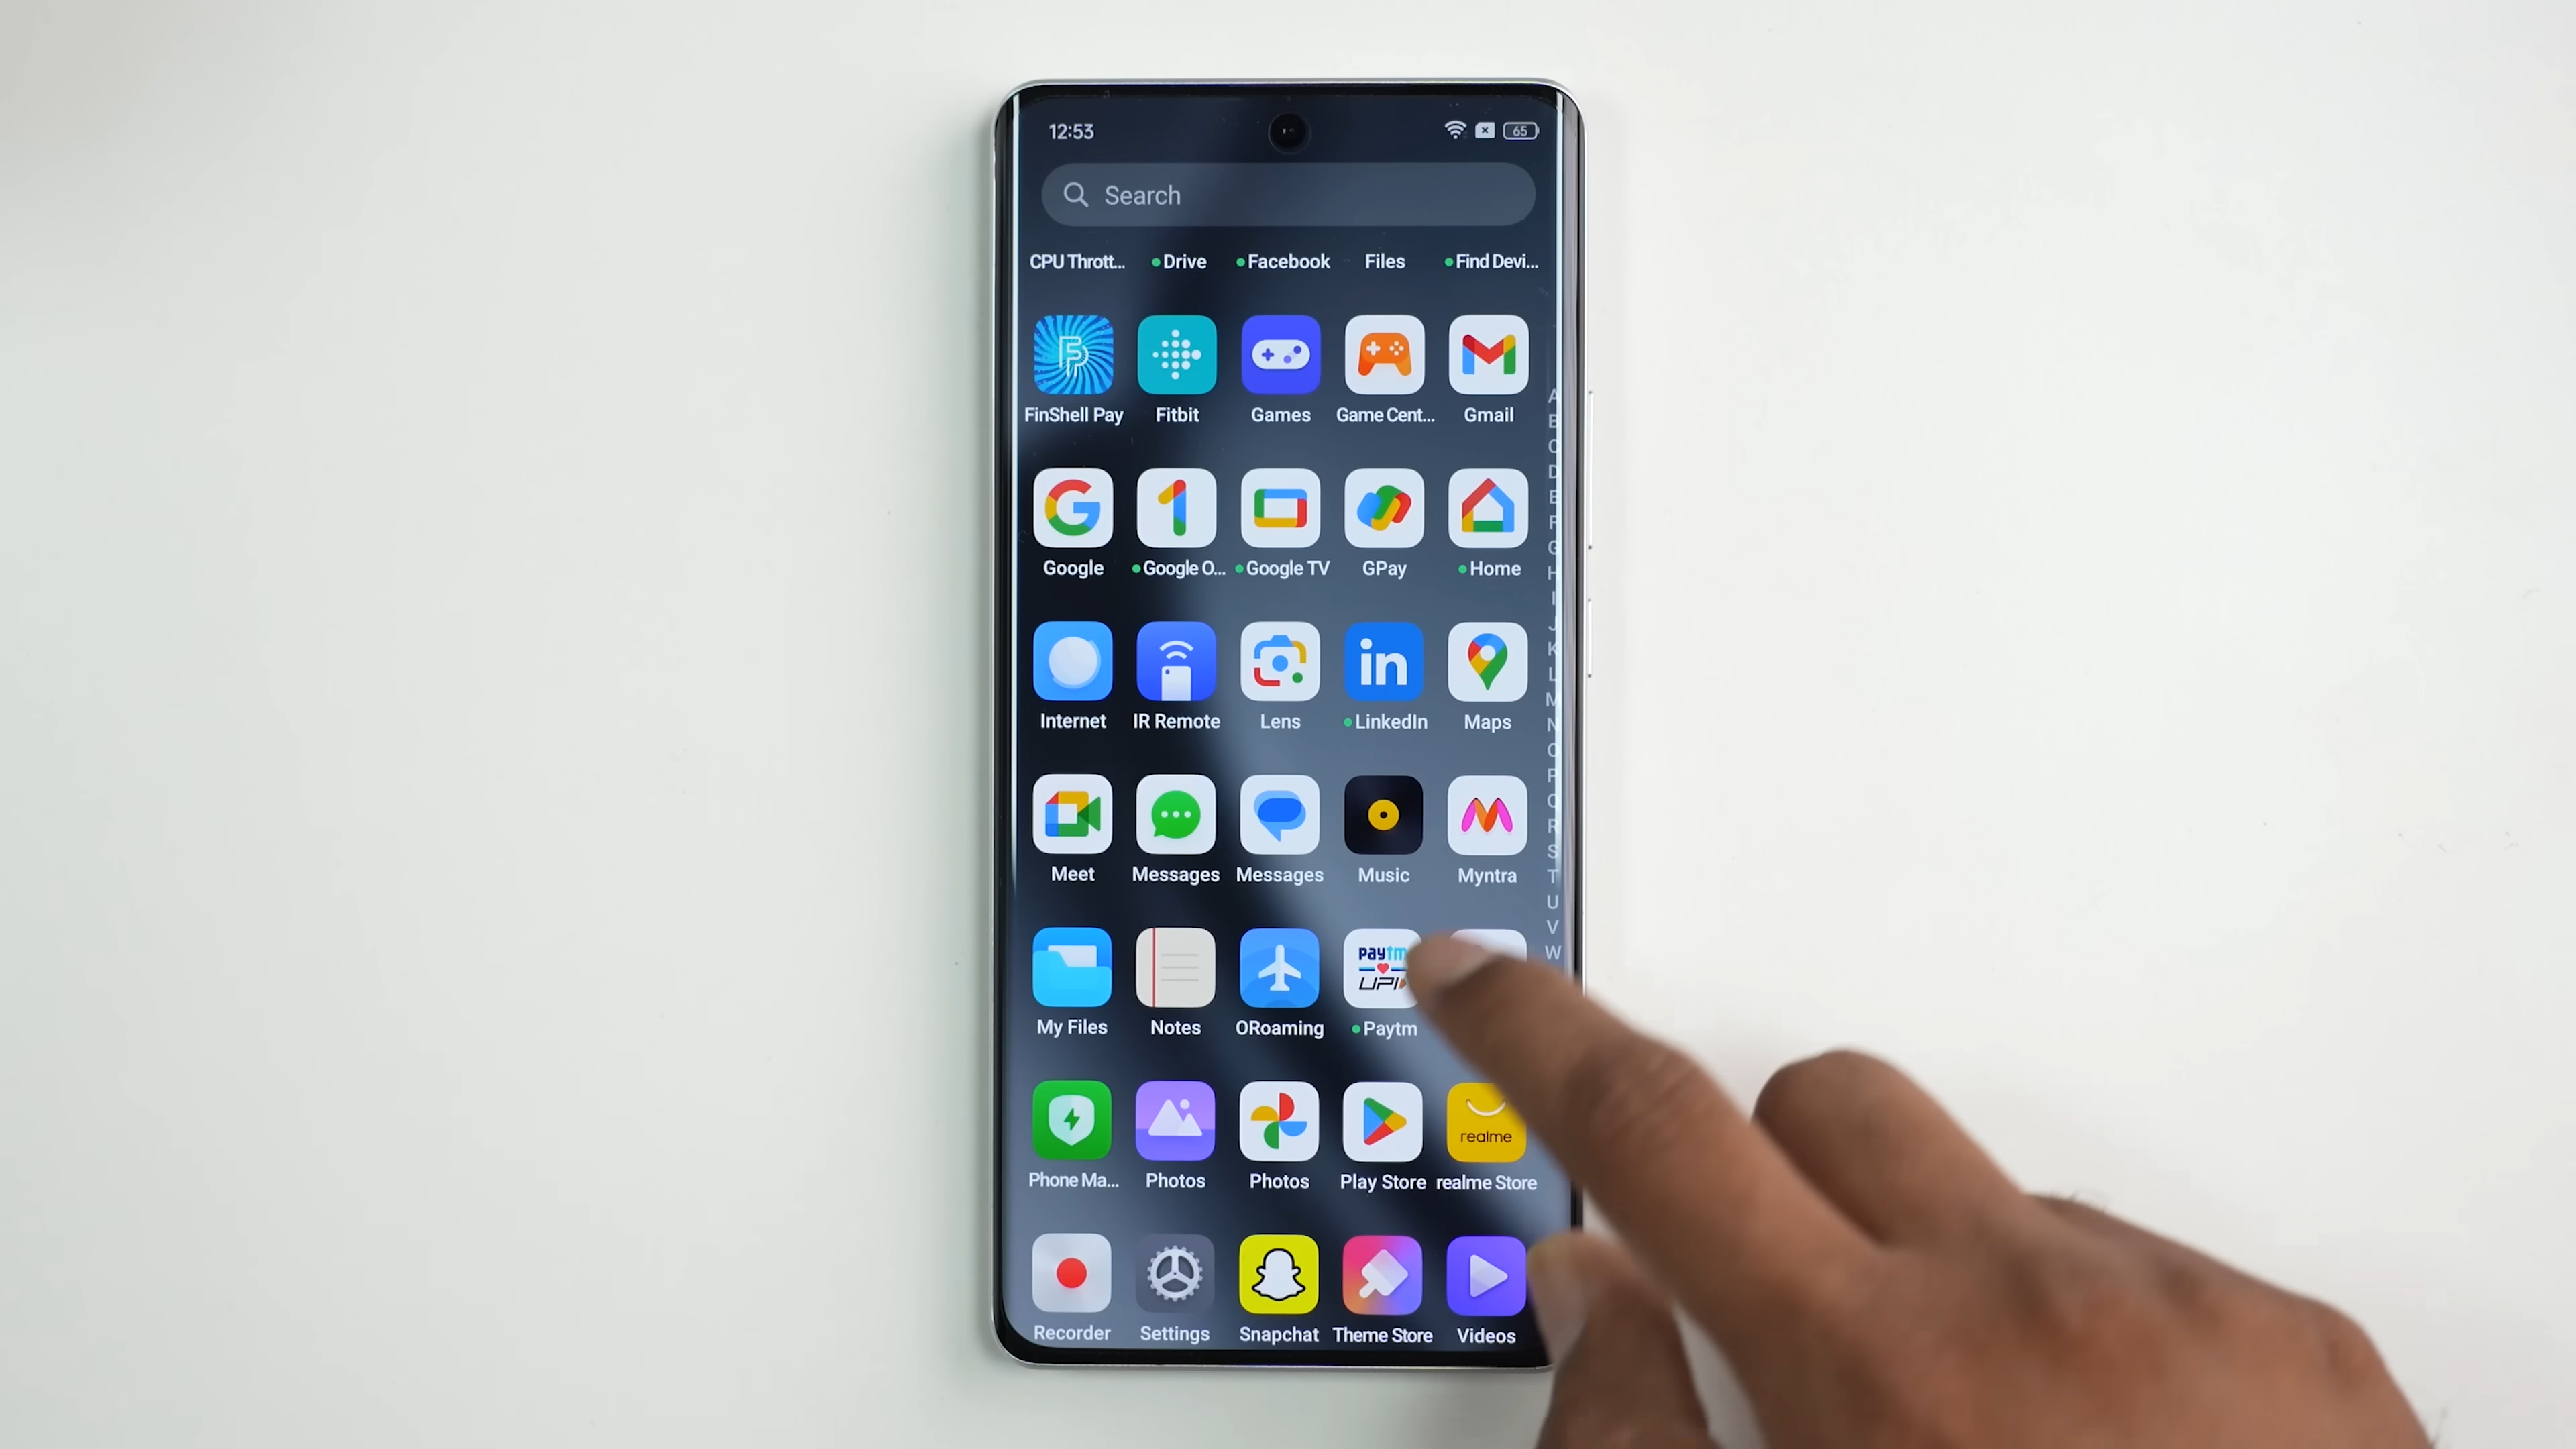 12:53
65
Search
CPU Thrott... Drive Facebook Files Find Devi...
FinShell Pay Fitbit Games Game Cent... Gmail
Google Google O... Google TV GPay Home
in
Internet IR Remote Lens LinkedIn Maps
Meet Messages Messages Music Myntra
paytm
UPI
My Files Notes ORoaming Paytm
realme
Phone Ma... Photos Photos Play Store realme Store
Recorder Settings Snapchat Theme Store Videos
A
B
C
D
E
F
G
H
I
J
K
L
M
N
O
P
Q
R
S
T
U
V
W